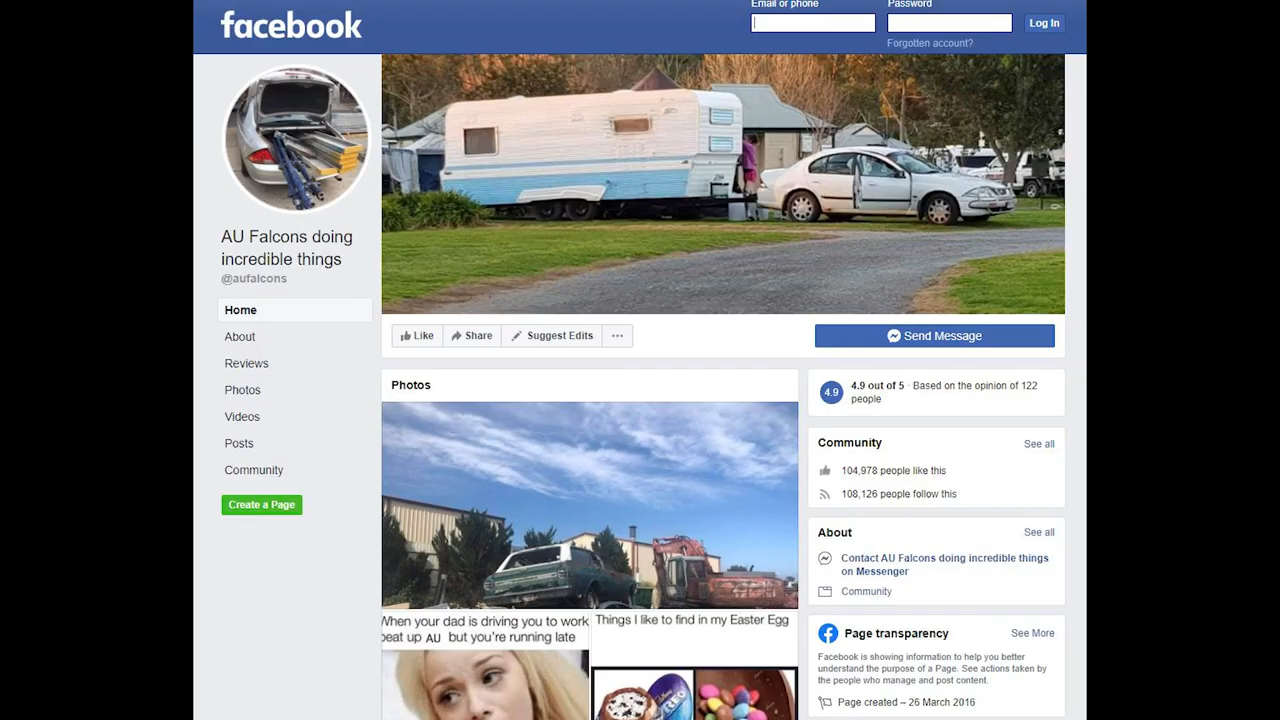 facebook
Email or phone
Password
Log In
Forgotten account?
AU Falcons doing
incredible things
@aufalcons
Home
About
Reviews
Photos
Videos
Posts
Community
Create a Page
Like
Share
Suggest Edits
···
Send Message
Photos
When your dad is driving you to work
beat up AU but you're running late
Things I like to find in my Easter Egg
OREO
4.9
4.9 out of 5 · Based on the opinion of 122
people
Community
See all
104,978 people like this
108,126 people follow this
About
See all
Contact AU Falcons doing incredible things
on Messenger
Community
Page transparency
See More
Facebook is showing information to help you better
understand the purpose of a Page. See actions taken by
the people who manage and post content.
Page created – 26 March 2016